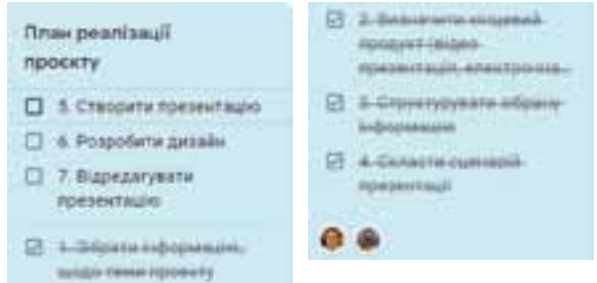 План реалізації
проєкту
5. Створити презентацію
6. Розробити дизайн
7. Відредагувати
презентацію
1. Зібрати інформацію,
щодо теми проекту
2. Визначити кінцевий
продукт (відео
презентація, електронна...
3. Структурувати зібрану
інформацію
4. Скласти сценарій
презентації